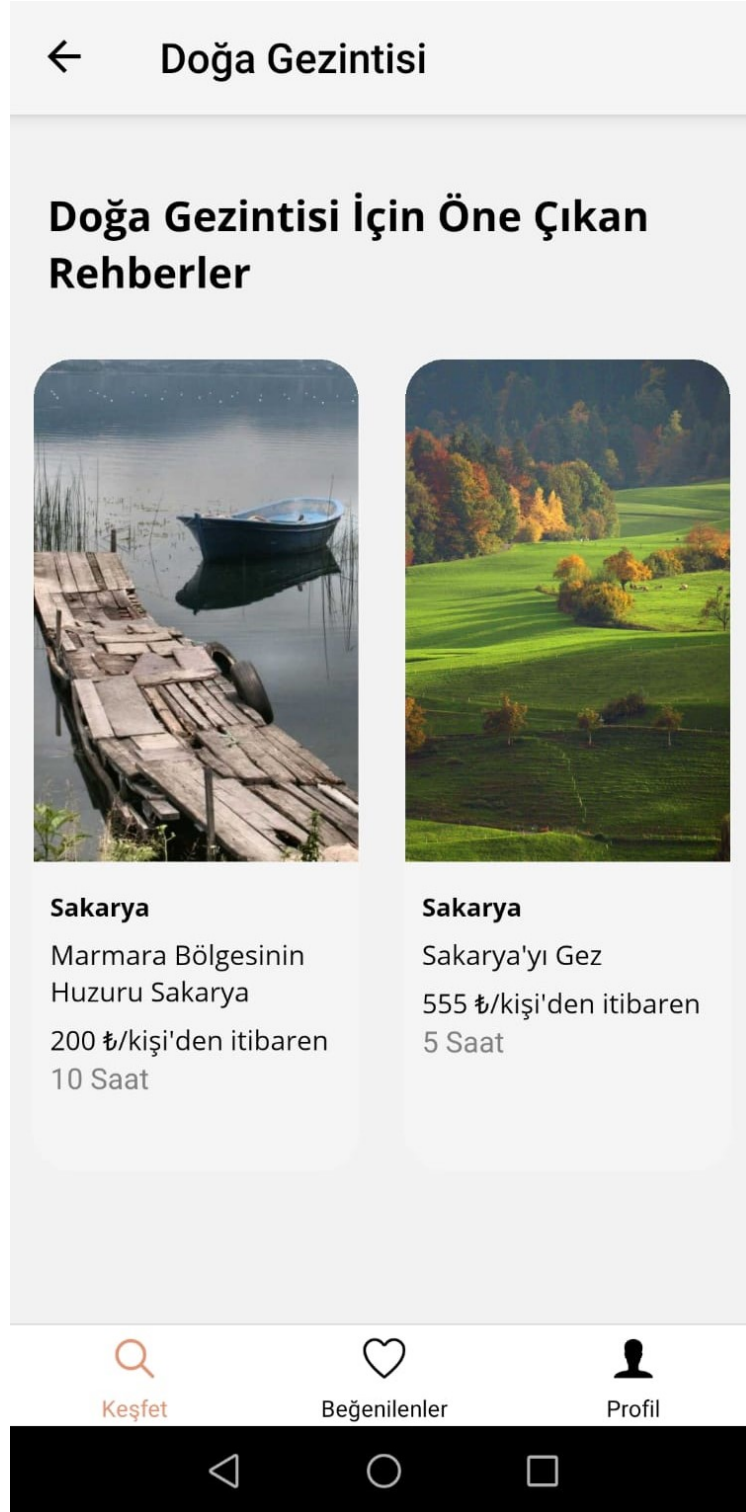 Doğa Gezintisi
Doğa Gezintisi İçin Öne Çıkan
Rehberler
Sakarya
Marmara Bölgesinin
Huzuru Sakarya
200 ₺/kişi'den itibaren
10 Saat
Sakarya
Sakarya'yı Gez
555 ₺/kişi'den itibaren
5 Saat
Keşfet
Beğenilenler
Profil